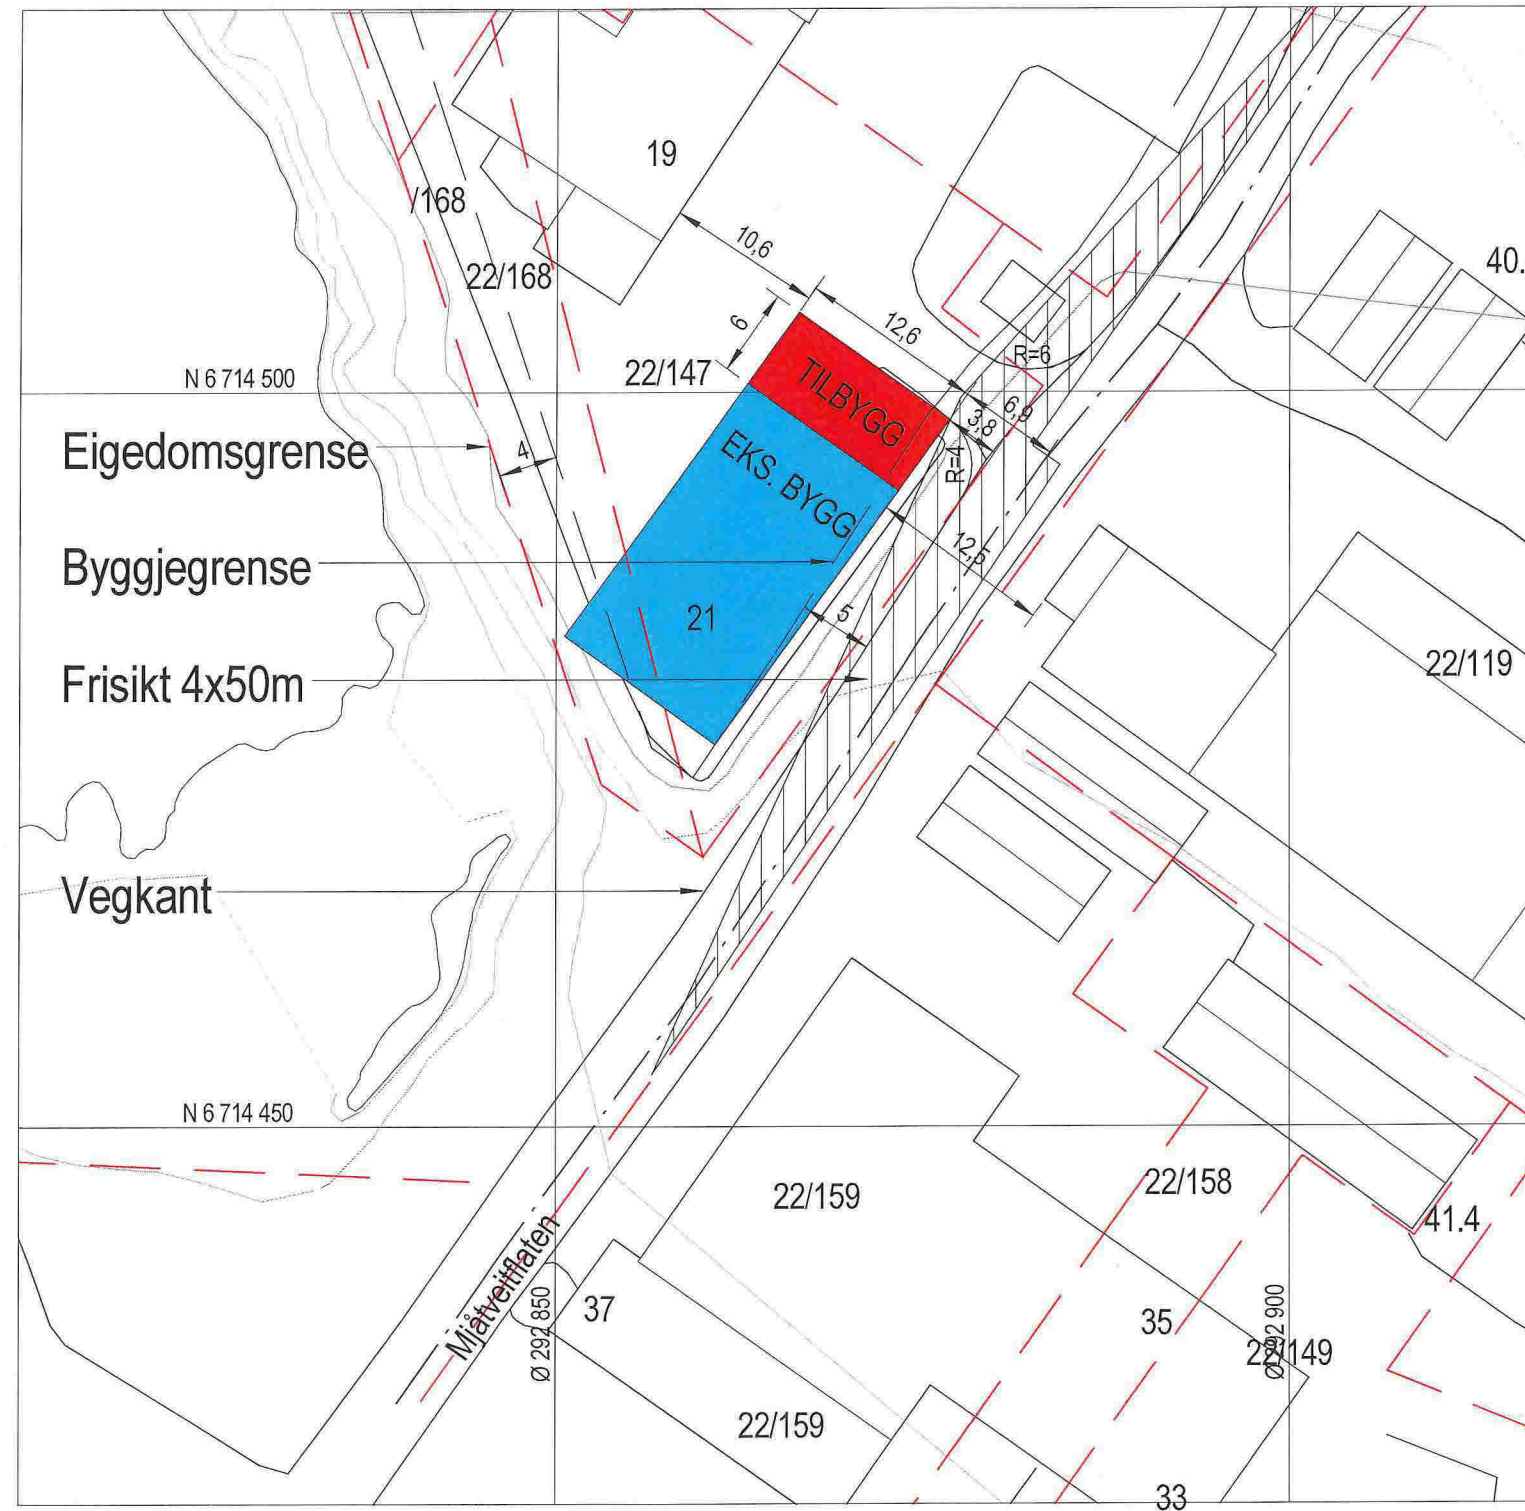 19
/168
10,6
22/168
40.
6
12,6
R=6
N 6 714 500
22/147
TILBYGG
6,9
3,8
Eigedomsgrense
4
EKS. BYGG
R=4
12,5
Byggjegrense
21
5
22/119
Frisikt 4x50m
Vegkant
N 6 714 450
22/159
22/158
41.4
Mjåtveitflaten
37
Ø 292 850
35
Ø 292 900
22/149
22/159
33